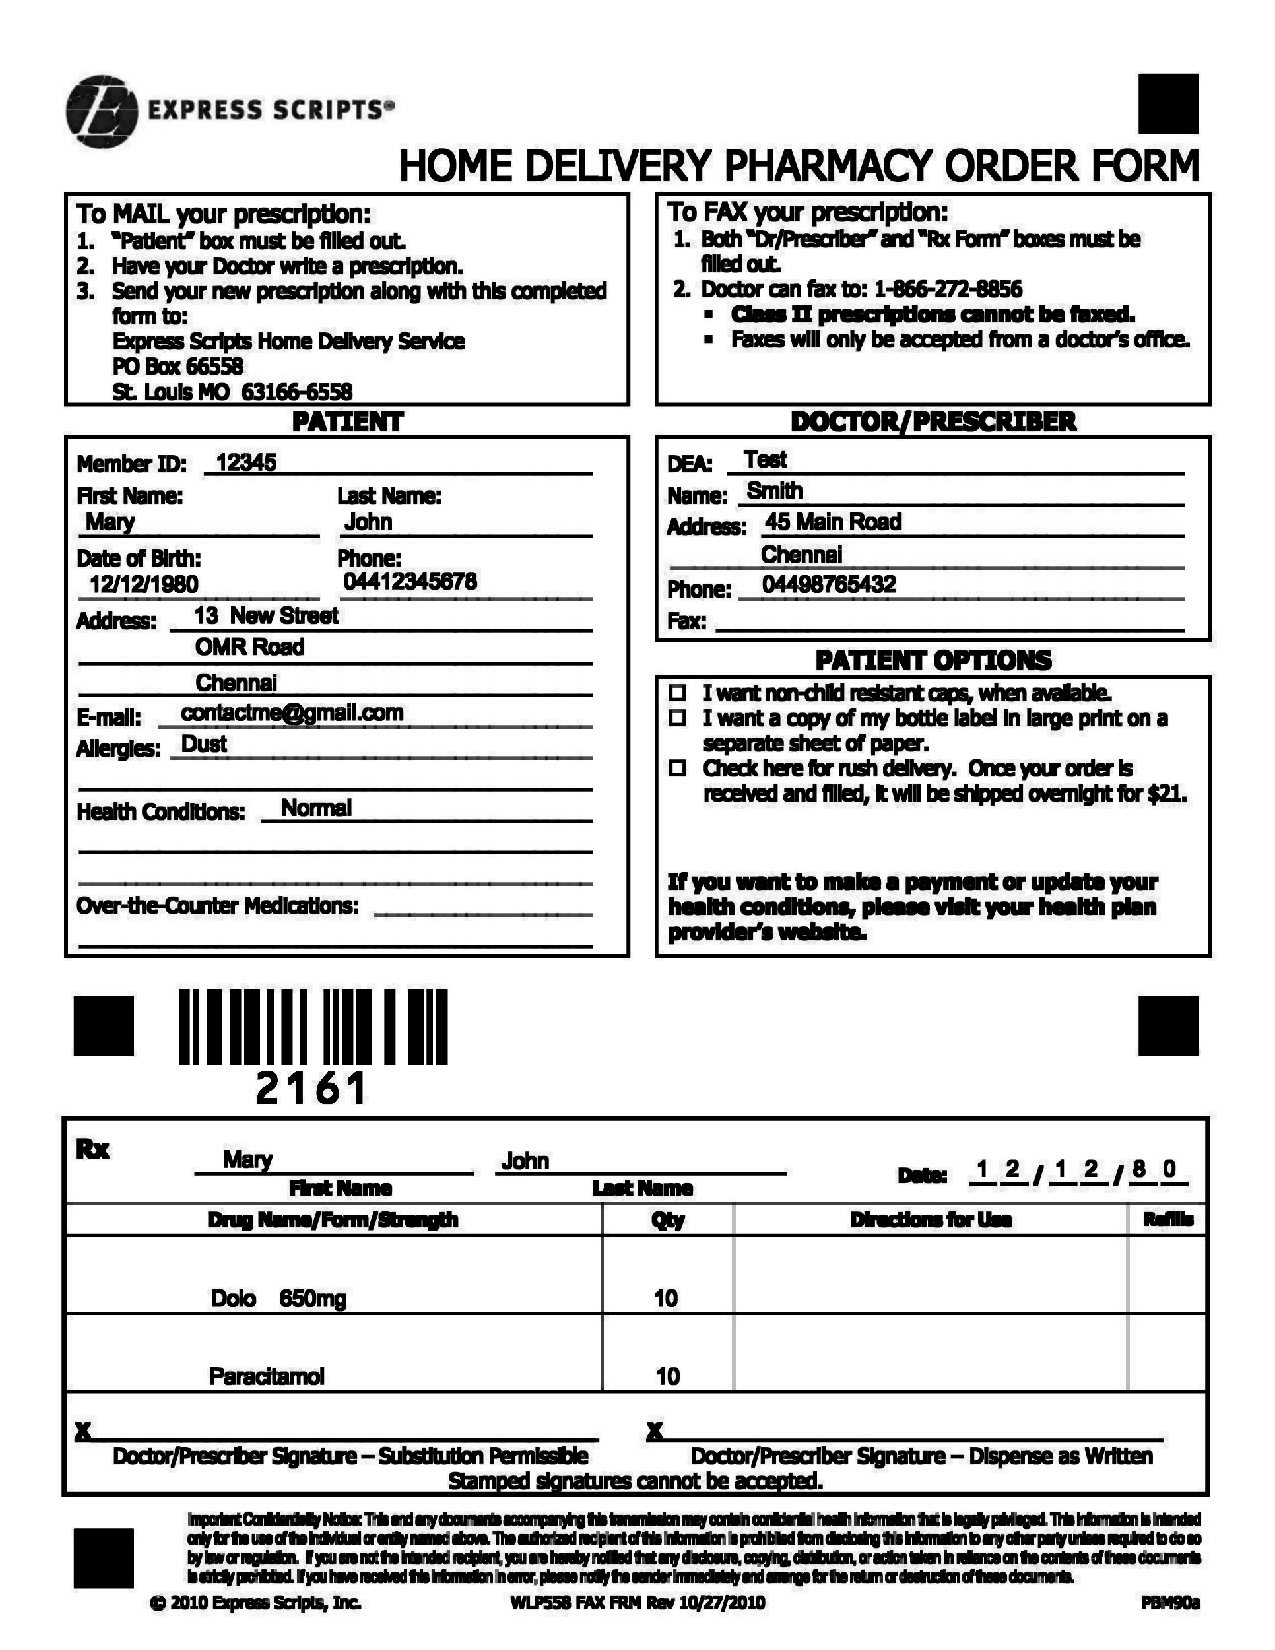 EXPRESS SCRIPTS®
HOME DELIVERY PHARMACY ORDER FORM
To MAIL your prescription:
1. "Patient" box must be filled out.
2. Have your Doctor write a prescription.
3. Send your new prescription along with this completed
form to:
Express Scripts Home Delivery Service
PO Box 66558
St. Louis MO 63166-6558
To FAX your prescription:
1. Both "Dr/Prescriber" and "Rx Form" boxes must be
filled out.
2. Doctor can fax to: 1-866-272-8856
▪ Class II prescriptions cannot be faxed.
▪ Faxes will only be accepted from a doctor's office.
PATIENT
Member ID: 12345
First Name: Last Name:
Mary John
Date of Birth: Phone:
12/12/1980 04412345678
Address: 13 New Street
OMR Road
Chennai
E-mail: contactme@gmail.com
Allergies: Dust
Health Conditions: Normal
Over-the-Counter Medications:
DOCTOR/PRESCRIBER
DEA: Test
Name: Smith
Address: 45 Main Road
Chennai
Phone: 04498765432
Fax:
PATIENT OPTIONS
☐ I want non-child resistant caps, when available.
☐ I want a copy of my bottle label in large print on a
separate sheet of paper.
☐ Check here for rush delivery. Once your order is
received and filled, it will be shipped overnight for $21.
If you want to make a payment or update your
health conditions, please visit your health plan
provider's website.
2161
Rx Mary John Date: 12/12/80
First Name Last Name
Drug Name/Form/Strength Qty Directions for Use Refills
Dolo 650mg 10
Paracitamol 10
X X
Doctor/Prescriber Signature – Substitution Permissible Doctor/Prescriber Signature – Dispense as Written
Stamped signatures cannot be accepted.
Important Confidentiality Notice: This and any documents accompanying this transmission may contain confidential health information that is legally privileged. This information is intended
only for the use of the individual or entity named above. The authorized recipient of this information is prohibited from disclosing this information to any other party unless required to do so
by law or regulation. If you are not the intended recipient, you are hereby notified that any disclosure, copying, distribution, or action taken in reliance on the contents of these documents
is strictly prohibited. If you have received this information in error, please notify the sender immediately and arrange for the return or destruction of these documents.
© 2010 Express Scripts, Inc. WLP558 FAX FRM Rev 10/27/2010 PBM90a